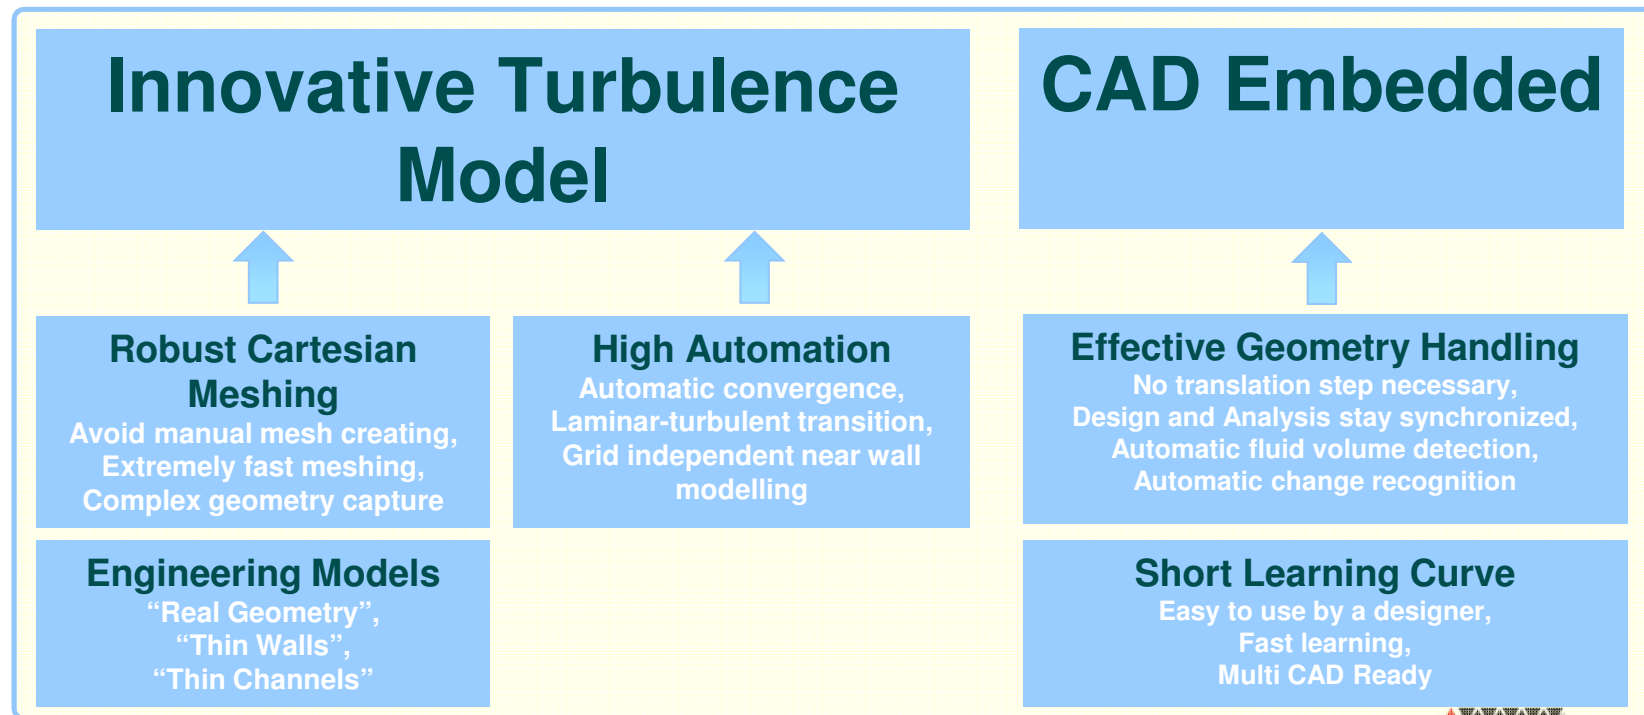 Innovative Turbulence
Model
CAD Embedded
Robust Cartesian
Meshing
Avoid manual mesh creating,
Extremely fast meshing,
Complex geometry capture
High Automation
Automatic convergence,
Laminar-turbulent transition,
Grid independent near wall
modelling
Effective Geometry Handling
No translation step necessary,
Design and Analysis stay synchronized,
Automatic fluid volume detection,
Automatic change recognition
Engineering Models
“Real Geometry”,
“Thin Walls”,
“Thin Channels”
Short Learning Curve
Easy to use by a designer,
Fast learning,
Multi CAD Ready